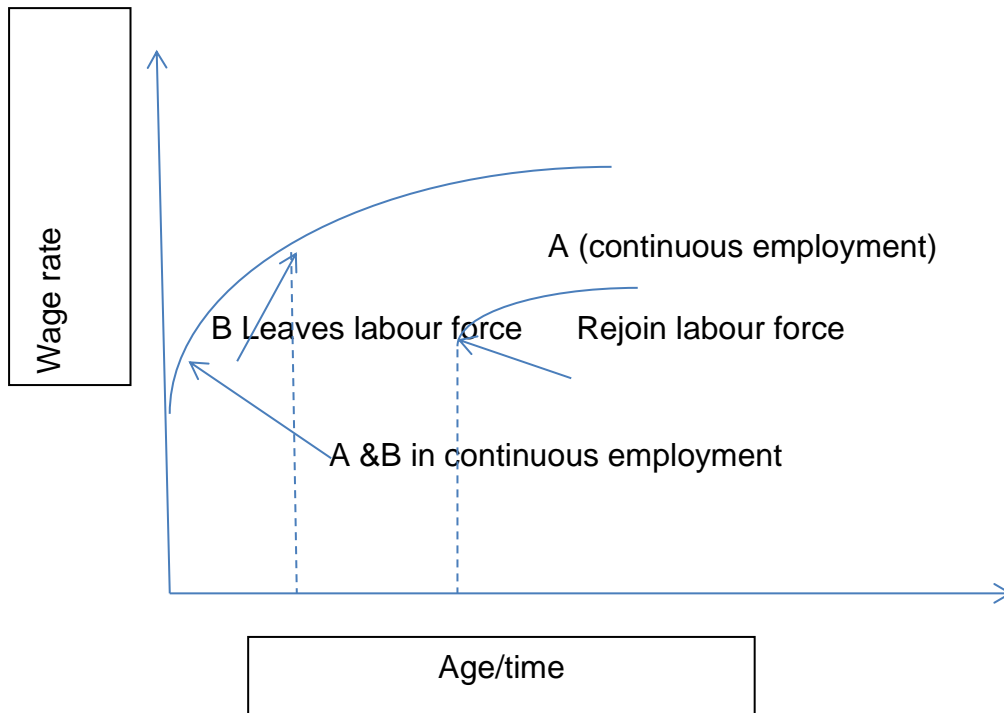 Wage rate
A (continuous employment)
B Leaves labour force
Rejoin labour force
A &B in continuous employment
Age/time